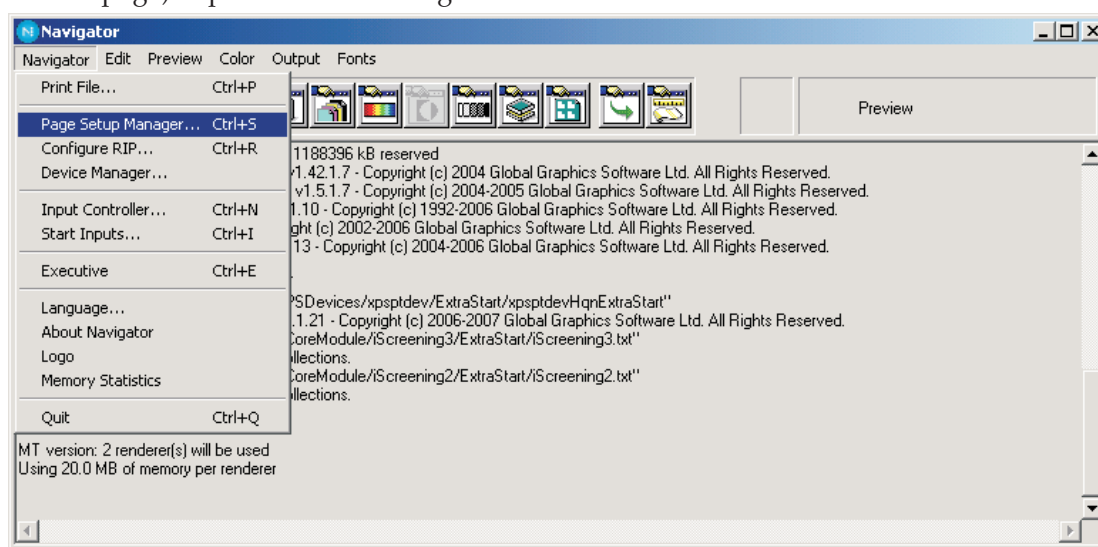 Navigator
Navigator Edit Preview Color Output Fonts
Print File... Ctrl+P
Page Setup Manager... Ctrl+S
Configure RIP... Ctrl+R
Device Manager...
Input Controller... Ctrl+N
Start Inputs... Ctrl+I
Executive Ctrl+E
Language...
About Navigator
Logo
Memory Statistics
Quit Ctrl+Q
Preview
1188396 kB reserved
v1.42.1.7 - Copyright (c) 2004 Global Graphics Software Ltd. All Rights Reserved.
v1.5.1.7 - Copyright (c) 2004-2005 Global Graphics Software Ltd. All Rights Reserved.
1.10 - Copyright (c) 1992-2006 Global Graphics Software Ltd. All Rights Reserved.
ght (c) 2002-2006 Global Graphics Software Ltd. All Rights Reserved.
13 - Copyright (c) 2004-2006 Global Graphics Software Ltd. All Rights Reserved.
PSDevices/xpsptdev/ExtraStart/xpsptdevHqnExtraStart"
.1.21 - Copyright (c) 2006-2007 Global Graphics Software Ltd. All Rights Reserved.
CoreModule/iScreening3/ExtraStart/iScreening3.txt"
llections.
CoreModule/iScreening2/ExtraStart/iScreening2.txt"
llections.
MT version: 2 renderer(s) will be used
Using 20.0 MB of memory per renderer